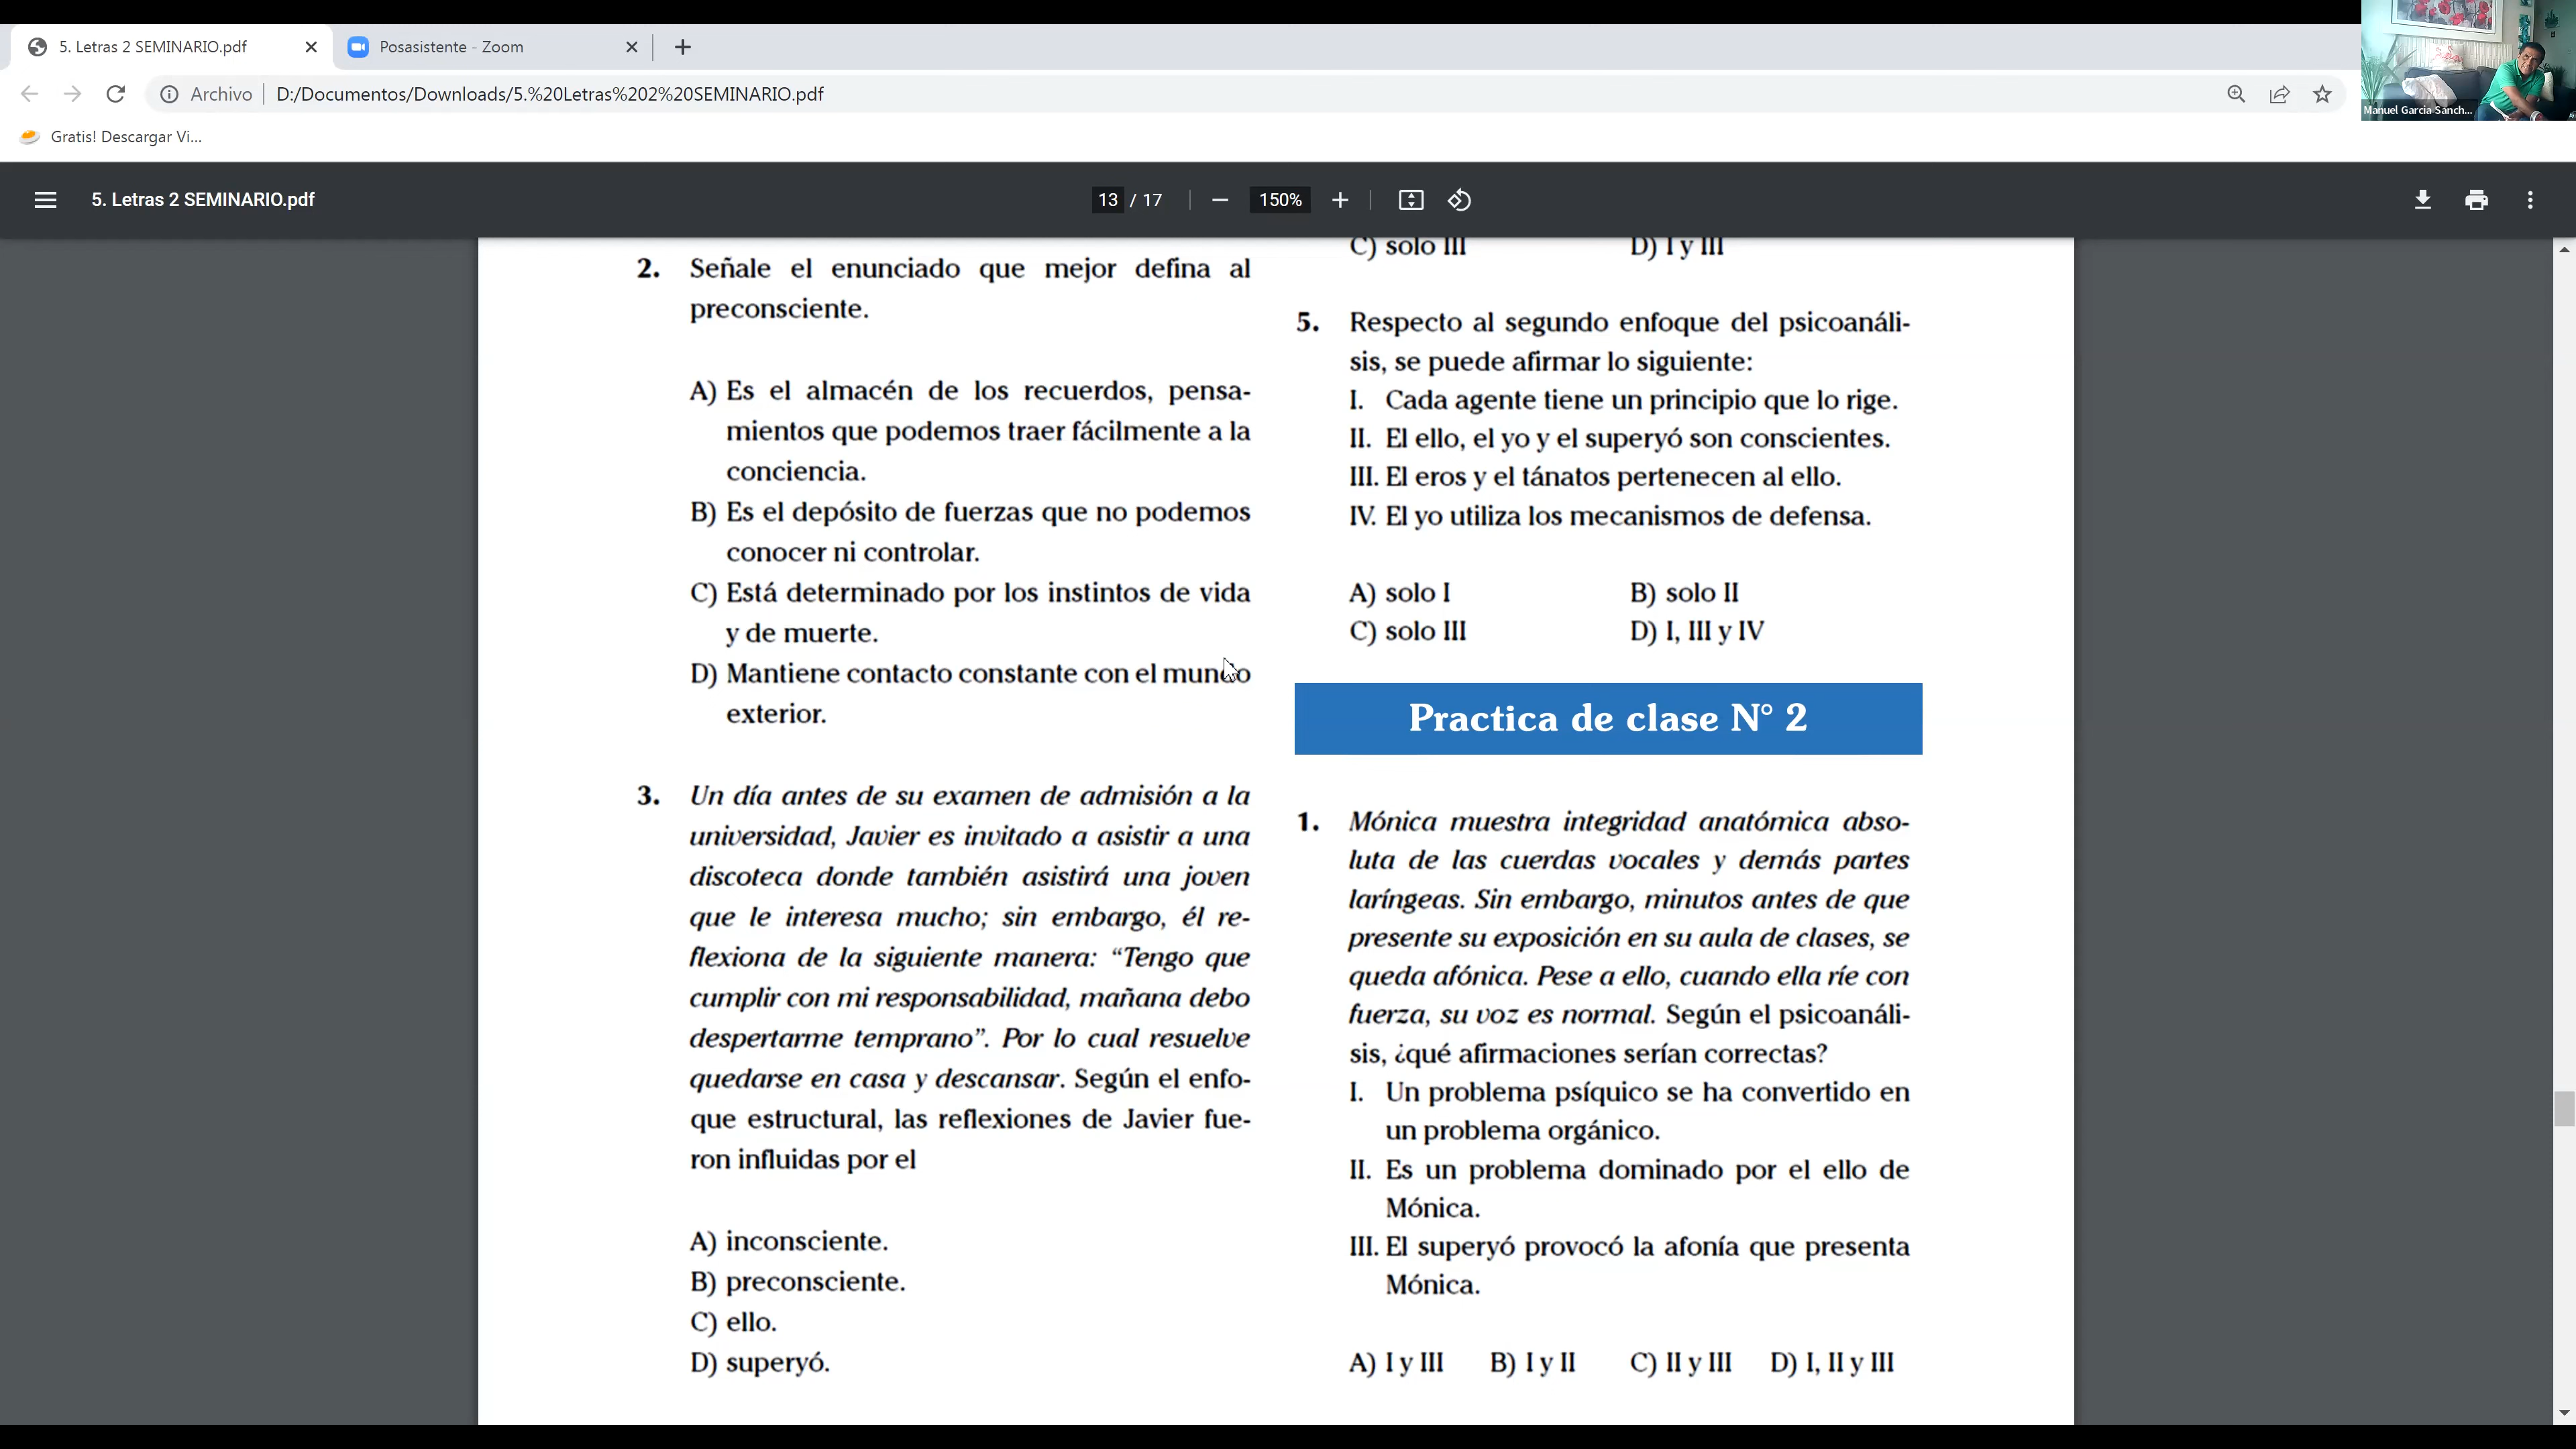 5. Letras 2 SEMINARIO.pdf
Posasistente - Zoom
Archivo
D:/Documentos/Downloads/5.%20Letras%202%20SEMINARIO.pdf
Manuel Garcia Sánch...
Gratis! Descargar Vi...
5. Letras 2 SEMINARIO.pdf
13 / 17
150%
2. Señale el enunciado que mejor defina al
preconsciente.
A) Es el almacén de los recuerdos, pensa-
mientos que podemos traer fácilmente a la
conciencia.
B) Es el depósito de fuerzas que no podemos
conocer ni controlar.
C) Está determinado por los instintos de vida
y de muerte.
D) Mantiene contacto constante con el mundo
exterior.
3. Un día antes de su examen de admisión a la
universidad, Javier es invitado a asistir a una
discoteca donde también asistirá una joven
que le interesa mucho; sin embargo, él re-
flexiona de la siguiente manera: “Tengo que
cumplir con mi responsabilidad, mañana debo
despertarme temprano”. Por lo cual resuelve
quedarse en casa y descansar. Según el enfo-
que estructural, las reflexiones de Javier fue-
ron influidas por el
A) inconsciente.
B) preconsciente.
C) ello.
D) superyó.
C) solo III D) I y III
5. Respecto al segundo enfoque del psicoanáli-
sis, se puede afirmar lo siguiente:
I. Cada agente tiene un principio que lo rige.
II. El ello, el yo y el superyó son conscientes.
III. El eros y el tánatos pertenecen al ello.
IV. El yo utiliza los mecanismos de defensa.
A) solo I B) solo II
C) solo III D) I, III y IV
Practica de clase N° 2
1. Mónica muestra integridad anatómica abso-
luta de las cuerdas vocales y demás partes
laríngeas. Sin embargo, minutos antes de que
presente su exposición en su aula de clases, se
queda afónica. Pese a ello, cuando ella ríe con
fuerza, su voz es normal. Según el psicoanáli-
sis, ¿qué afirmaciones serían correctas?
I. Un problema psíquico se ha convertido en
un problema orgánico.
II. Es un problema dominado por el ello de
Mónica.
III. El superyó provocó la afonía que presenta
Mónica.
A) I y III B) I y II C) II y III D) I, II y III